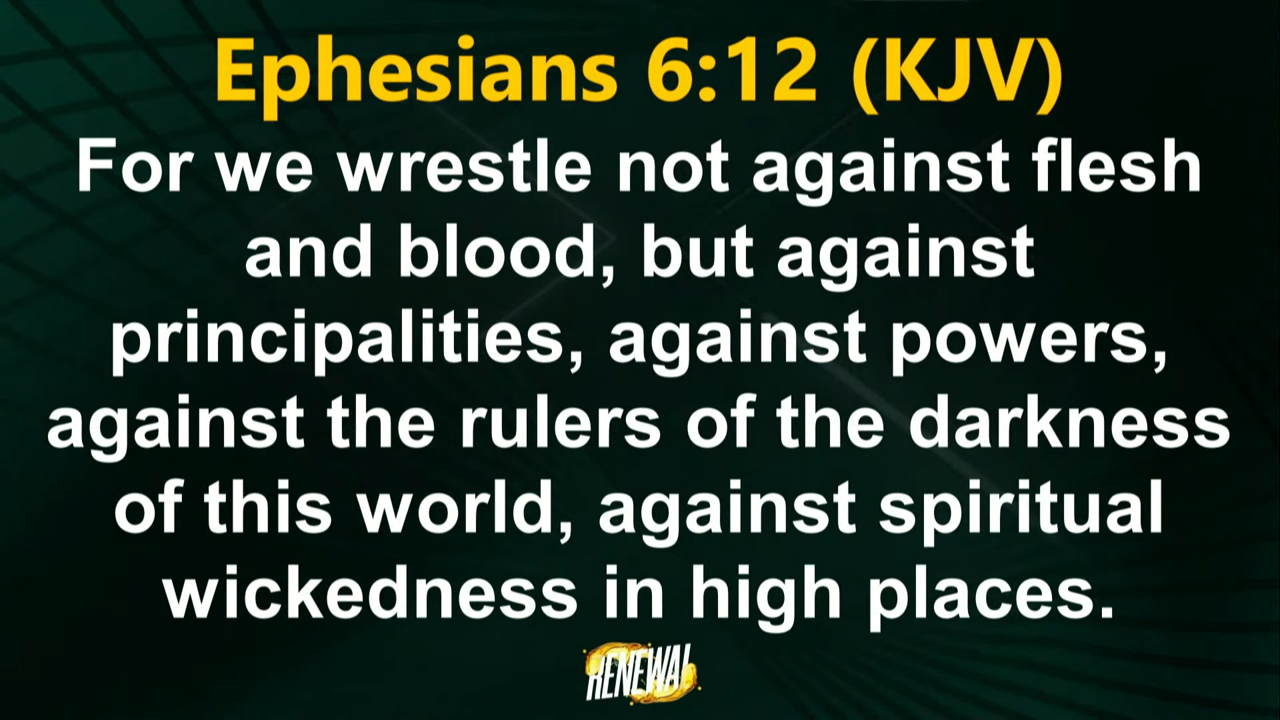 Ephesians 6:12 (KJV)
For we wrestle not against flesh
and blood, but against
principalities, against powers,
against the rulers of the darkness
of this world, against spiritual
wickedness in high places.
RENEWAL